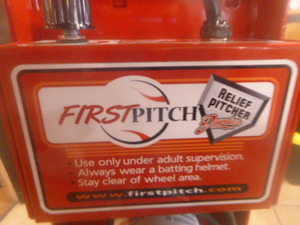 FIRSTPITCH
RELIEF
PITCHER
· Use only under adult supervision.
· Always wear a batting helmet.
· Stay clear of wheel area.
www.firstpitch.com